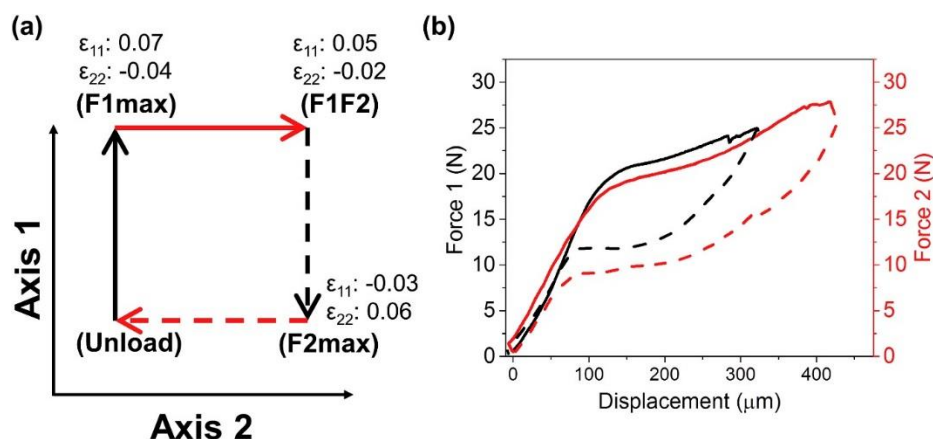 (a)
ε11: 0.07
ε22: -0.04
(F1max)
ε11: 0.05
ε22: -0.02
(F1F2)
ε11: -0.03
ε22: 0.06
(Unload)
(F2max)
Axis 1
Axis 2
(b)
30
25
20
15
10
5
0
Force 1 (N)
30
25
20
15
10
5
0
Force 2 (N)
0 100 200 300 400
Displacement (μm)